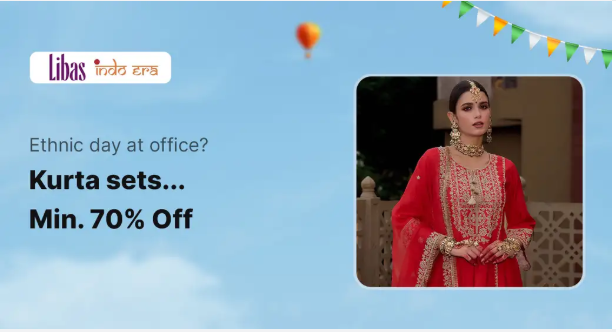 Libas indo era
Ethnic day at office?
Kurta sets...
Min. 70% Off